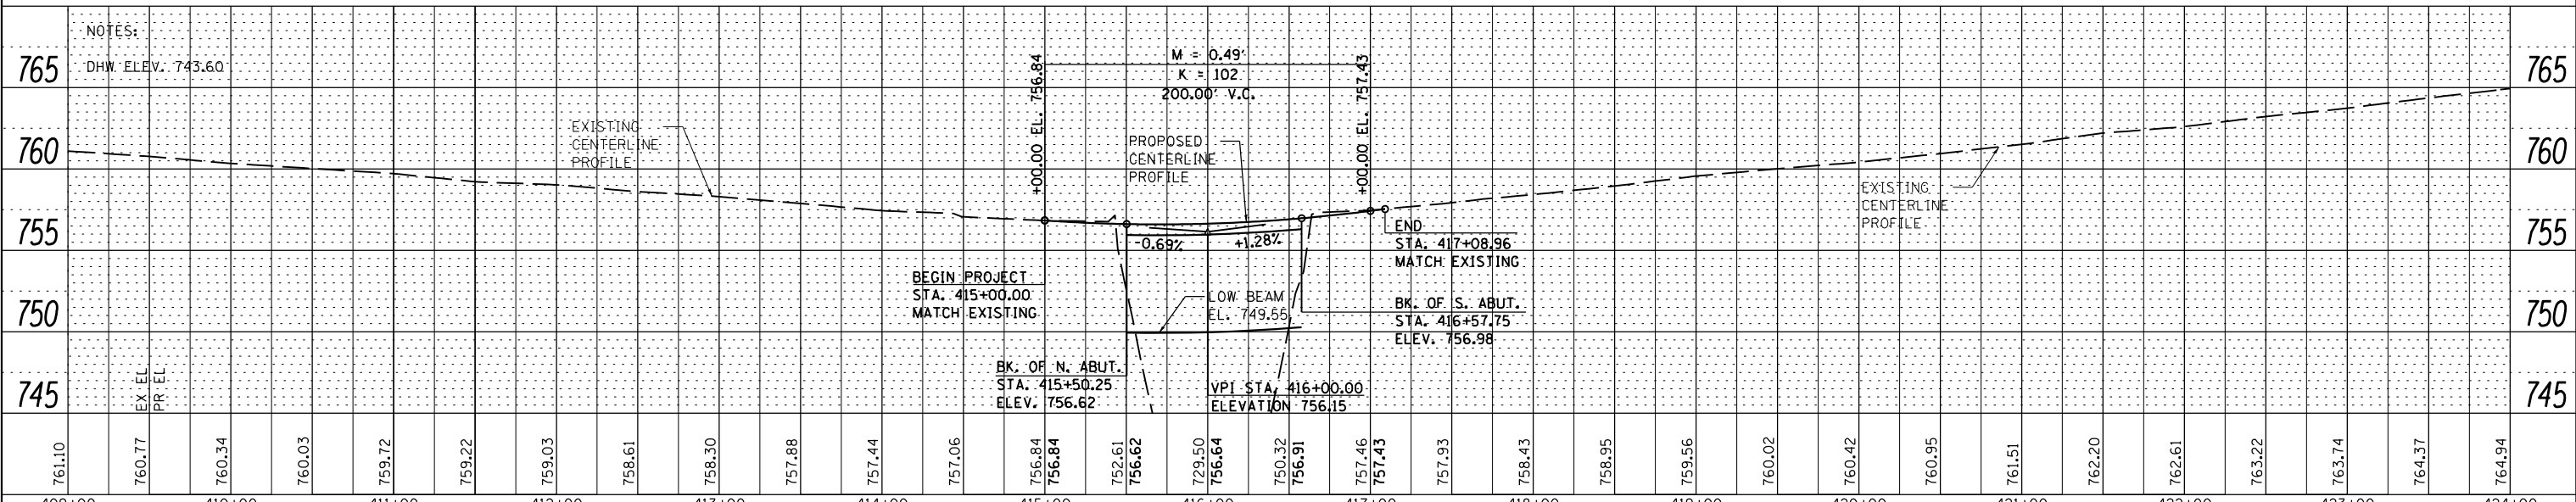 NOTES:
DHW ELEV. 743.60
765
760
755
750
745
765
760
755
750
745
EXISTING
CENTERLINE
PROFILE
+00.00 EL. 756.84
M = 0.49'
K = 102
200.00' V.C.
+00.00 EL. 757.43
PROPOSED
CENTERLINE
PROFILE
-0.69%
+1.28%
BEGIN PROJECT
STA. 415+00.00
MATCH EXISTING
LOW BEAM
EL. 749.55
BK. OF N. ABUT.
STA. 415+50.25
ELEV. 756.62
VPI STA. 416+00.00
ELEVATION 756.15
END
STA. 417+08.96
MATCH EXISTING
BK. OF S. ABUT.
STA. 416+57.75
ELEV. 756.98
EXISTING
CENTERLINE
PROFILE
EX EL
PR EL
761.10
760.77
760.34
760.03
759.72
759.22
759.03
758.61
758.30
757.88
757.44
757.06
756.84
756.84
752.61
756.62
729.50
756.64
750.32
756.91
757.46
757.43
757.93
758.43
758.95
759.56
760.02
760.42
760.95
761.51
762.20
762.61
763.22
763.74
764.37
764.94